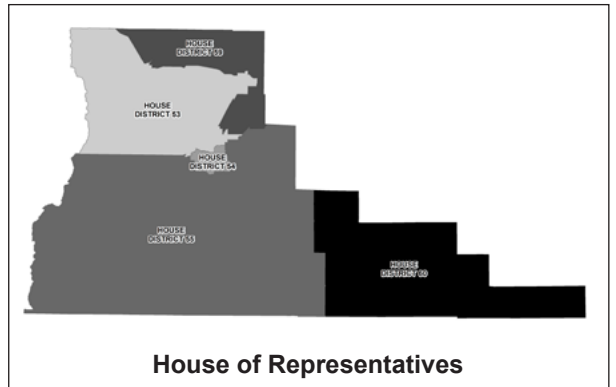 HOUSE
DISTRICT 59
HOUSE
DISTRICT 53
HOUSE
DISTRICT 54
HOUSE
DISTRICT 55
HOUSE
DISTRICT 60
House of Representatives